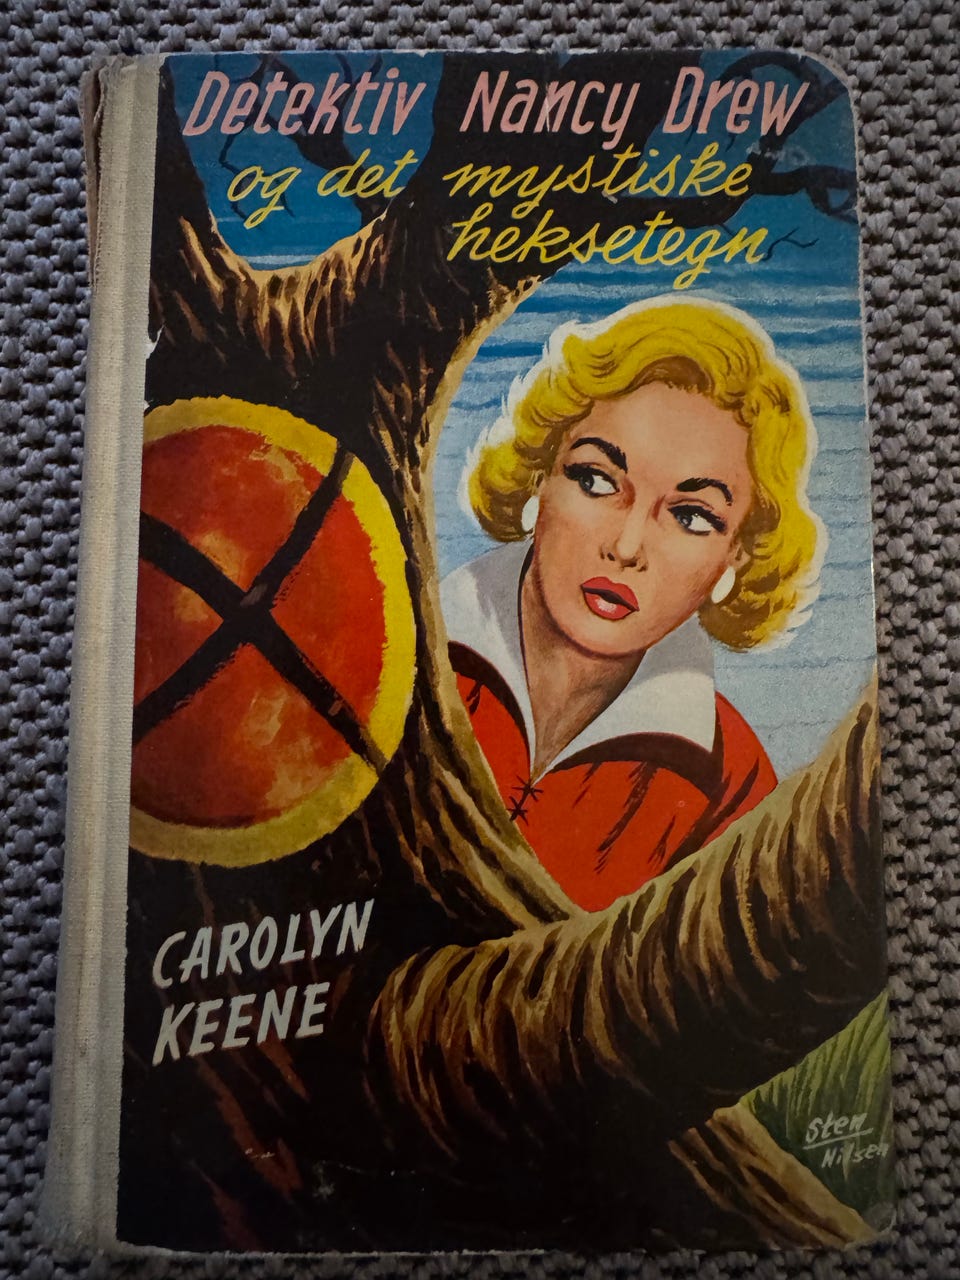 Detektiv Nancy Drew
og det mystiske
heksetegn
CAROLYN
KEENE
Sten
Nilsen